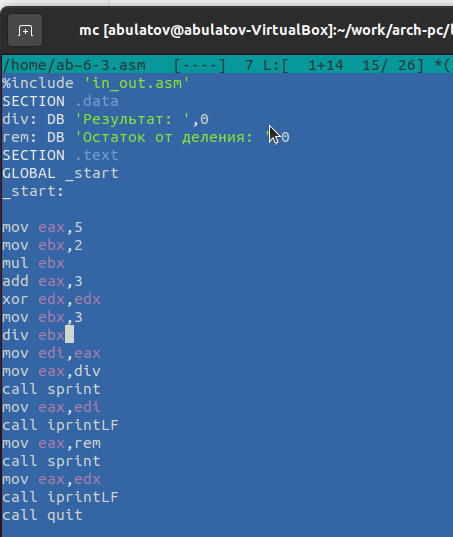 mc [abulatov@abulatov-VirtualBox]:~/work/arch-pc/l
/home/ab~6-3.asm   [----]  7 L:[  1+14  15/ 26] *(
%include 'in_out.asm'
SECTION .data
div: DB 'Результат: ',0
rem: DB 'Остаток от деления: ',0
SECTION .text
GLOBAL _start
_start:
mov eax,5
mov ebx,2
mul ebx
add eax,3
xor edx,edx
mov ebx,3
div ebx
mov edi,eax
mov eax,div
call sprint
mov eax,edi
call iprintLF
mov eax,rem
call sprint
mov eax,edx
call iprintLF
call quit